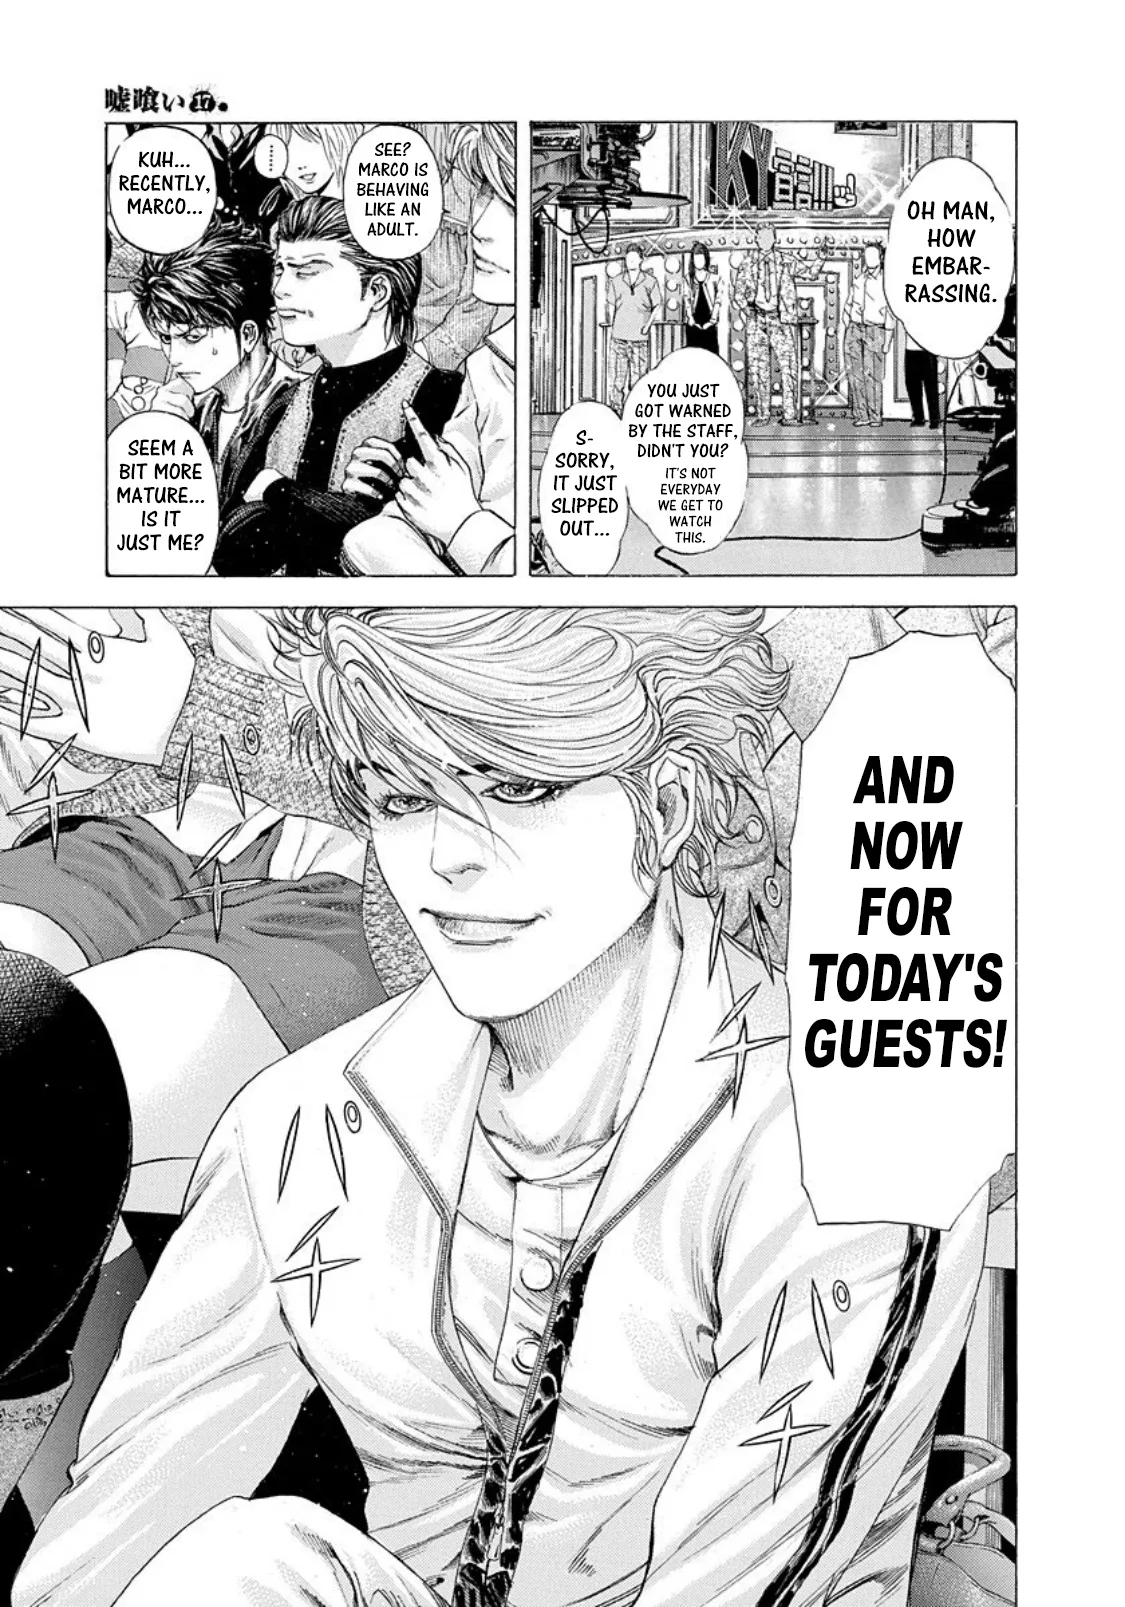 嘘喰い
OH MAN,
HOW
EMBAR-
RASSING.
YOU JUST
GOT WARNED
BY THE STAFF,
DIDN'T YOU?
IT'S NOT
EVERYDAY
WE GET TO
WATCH
THIS.
S-
SORRY,
IT JUST
SLIPPED
OUT...
KY
SEE?
MARCO IS
BEHAVING
LIKE AN
ADULT.
......
KUH...
RECENTLY,
MARCO...
SEEM A
BIT MORE
MATURE...
IS IT
JUST ME?
AND
NOW
FOR
TODAY'S
GUESTS!